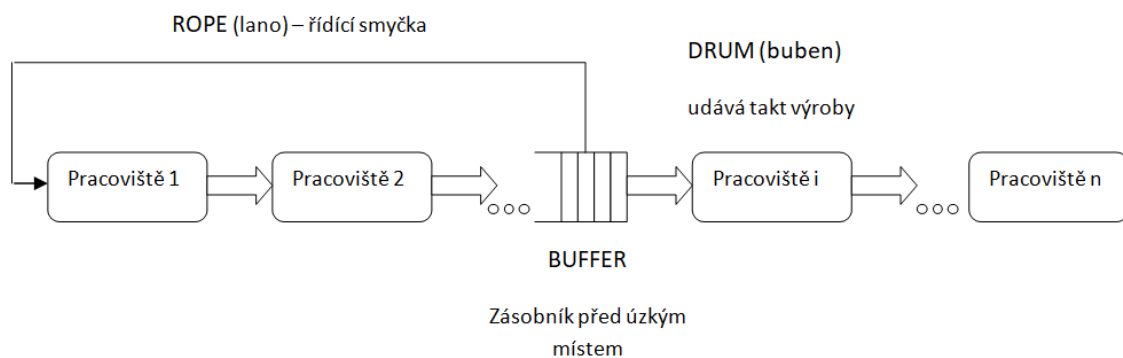 ROPE (lano) – řídící smyčka
DRUM (buben)
udává takt výroby
Pracoviště 1
Pracoviště 2
Pracoviště i
Pracoviště n
BUFFER
Zásobník před úzkým
místem